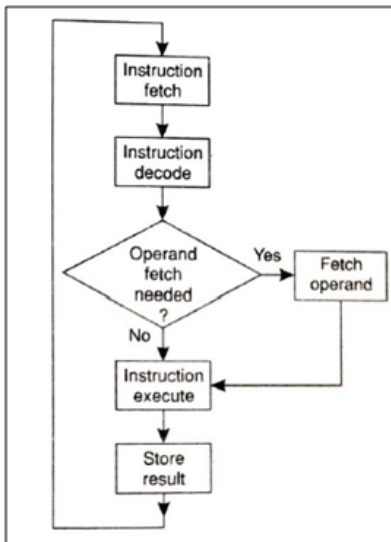 Instruction
fetch
Instruction
decode
Operand
fetch
needed
?
Yes
Fetch
operand
No
Instruction
execute
Store
result